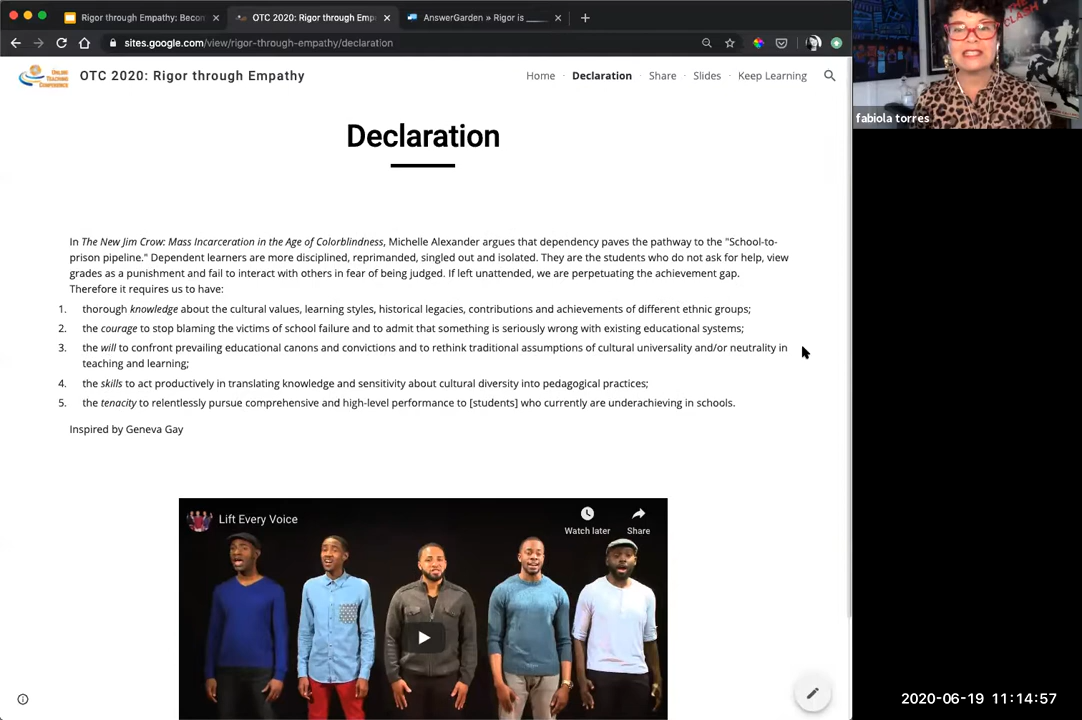 Rigor through Empathy: Becor
OTC 2020: Rigor through Emp
AnswerGarden » Rigor is ____
sites.google.com/view/rigor-through-empathy/declaration
ONLINE TEACHING CONFERENCE
OTC 2020: Rigor through Empathy
Home
Declaration
Share
Slides
Keep Learning
CLASH
fabiola torres
Declaration
In The New Jim Crow: Mass Incarceration in the Age of Colorblindness, Michelle Alexander argues that dependency paves the pathway to the "School-to-
prison pipeline." Dependent learners are more disciplined, reprimanded, singled out and isolated. They are the students who do not ask for help, view
grades as a punishment and fail to interact with others in fear of being judged. If left unattended, we are perpetuating the achievement gap.
Therefore it requires us to have:
1. thorough knowledge about the cultural values, learning styles, historical legacies, contributions and achievements of different ethnic groups;
2. the courage to stop blaming the victims of school failure and to admit that something is seriously wrong with existing educational systems;
3. the will to confront prevailing educational canons and convictions and to rethink traditional assumptions of cultural universality and/or neutrality in
teaching and learning;
4. the skills to act productively in translating knowledge and sensitivity about cultural diversity into pedagogical practices;
5. the tenacity to relentlessly pursue comprehensive and high-level performance to [students] who currently are underachieving in schools.
Inspired by Geneva Gay
Lift Every Voice
Watch later
Share
2020-06-19 11:14:57